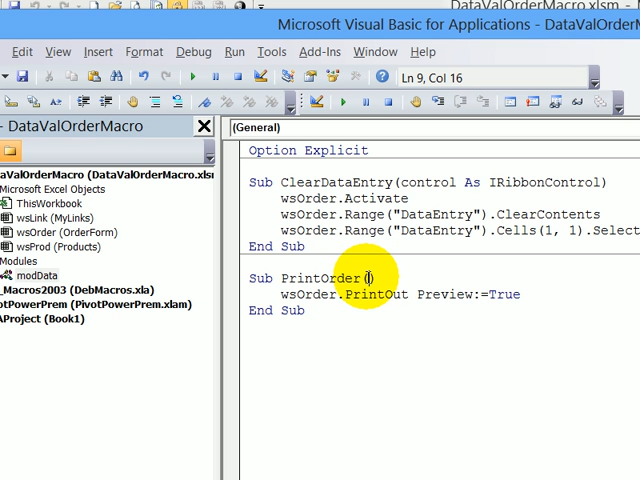 DataValOrderMacro.xlsm
Microsoft Visual Basic for Applications - DataValOrderM
Edit View Insert Format Debug Run Tools Add-Ins Window Help
Ln 9, Col 16
- DataValOrderMacro
(General)
aValOrderMacro (DataValOrderMacro.xlsm
Microsoft Excel Objects
ThisWorkbook
wsLink (MyLinks)
wsOrder (OrderForm)
wsProd (Products)
Modules
modData
_Macros2003 (DebMacros.xla)
otPowerPrem (PivotPowerPrem.xlam)
AProject (Book1)
Option Explicit
Sub ClearDataEntry(control As IRibbonControl)
wsOrder.Activate
wsOrder.Range("DataEntry").ClearContents
wsOrder.Range("DataEntry").Cells(1, 1).Select
End Sub
Sub PrintOrder()
wsOrder.PrintOut Preview:=True
End Sub